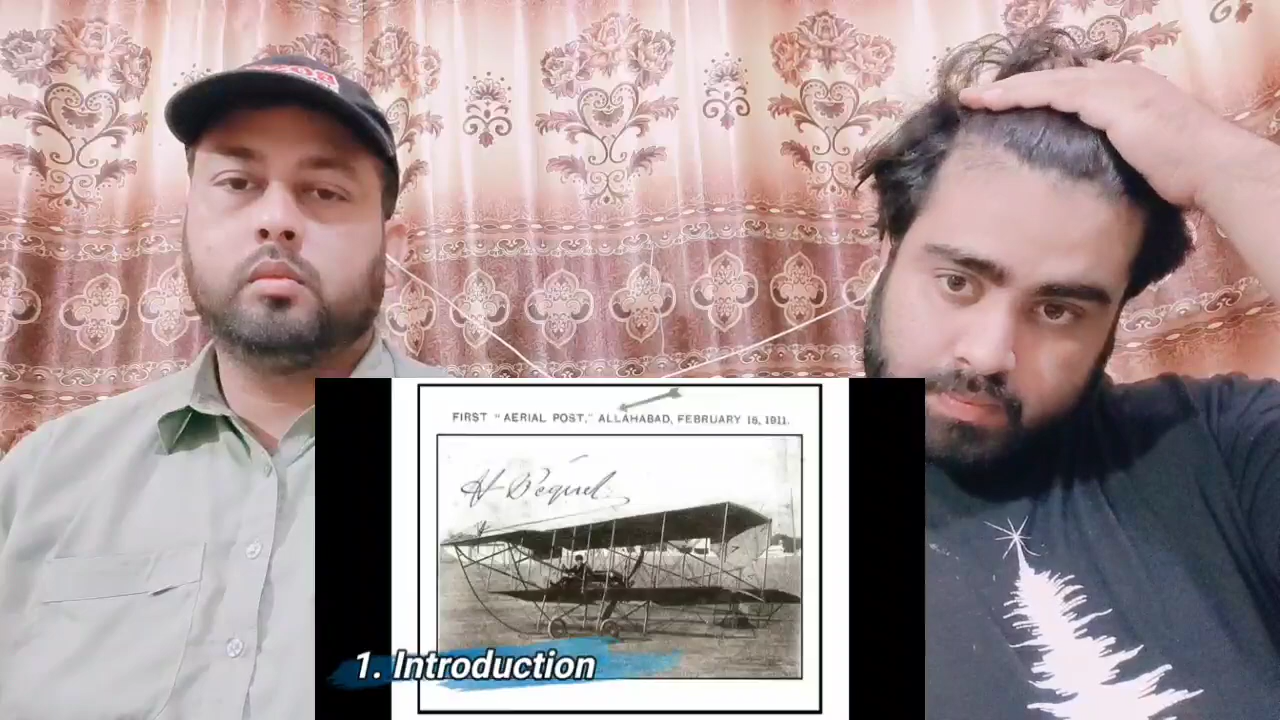 FIRST "AERIAL POST," ALLAHABAD, FEBRUARY 18, 1911.
H Pequet
1. Introduction